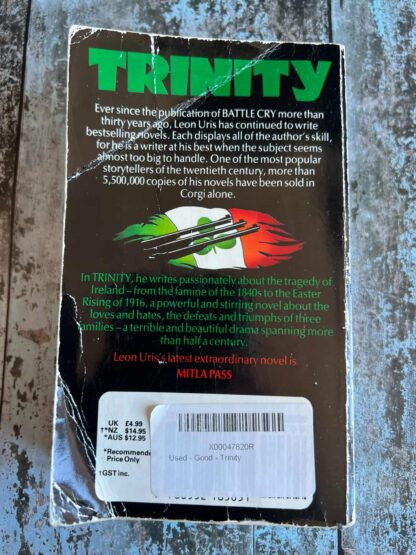 TRINITY
Ever since the publication of BATTLE CRY more than
thirty years ago, Leon Uris has continued to write
bestselling novels. Each displays all of the author's skill,
for he is a writer at his best when the subject seems
almost too big to handle. One of the most popular
storytellers of the twentieth century, more than
5,500,000 copies of his novels have been sold in
Corgi alone.
In TRINITY, he writes passionately about the tragedy of
Ireland – from the famine of the 1840s to the Easter
Rising of 1916, a powerful and stirring novel about the
loves and hates, the defeats and triumphs of three
families – a terrible and beautiful drama spanning more
than half a century.
Leon Uris's latest extraordinary novel is
MITLA PASS
UK £4.99
†*NZ $14.95
*AUS $12.95
*Recommende
Price Only
†GST inc.
X00047820R
Used - Good - Trinity